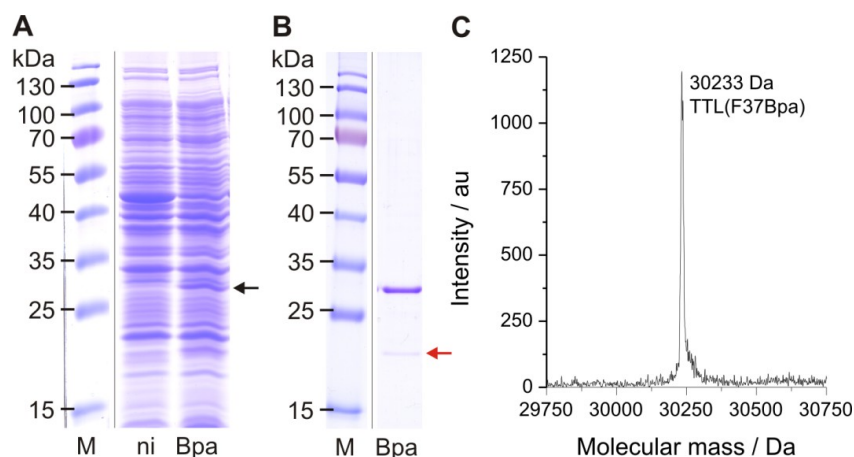 A
kDa
130
100
70
55
40
35
25
15
M ni Bpa
B
kDa
130
100
70
55
40
35
25
15
M Bpa
C
Intensity / au
1250
1000
750
500
250
0
29750 30000 30250 30500 30750
Molecular mass / Da
30233 Da
TTL(F37Bpa)